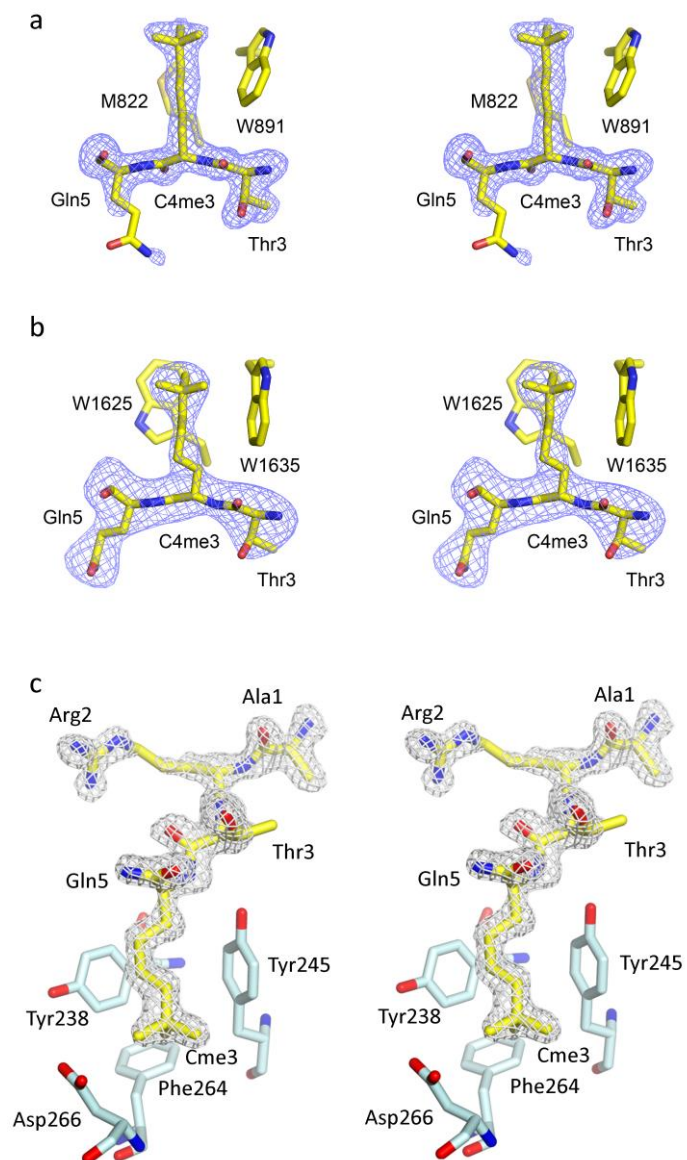 a
M822 W891 M822 W891
Gln5 C4me3 Gln5 C4me3
Thr3 Thr3
b
W1625 W1625
W1635 W1635
Gln5 Gln5
C4me3 C4me3
Thr3 Thr3
c
Ala1 Ala1
Arg2 Arg2
Thr3 Thr3
Gln5 Gln5
Tyr245 Tyr245
Tyr238 Tyr238
Cme3 Cme3
Phe264 Phe264
Asp266 Asp266